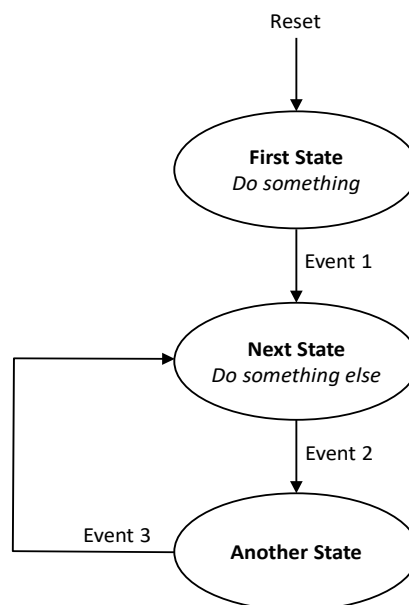 Reset
First State
Do something
Event 1
Next State
Do something else
Event 2
Event 3
Another State